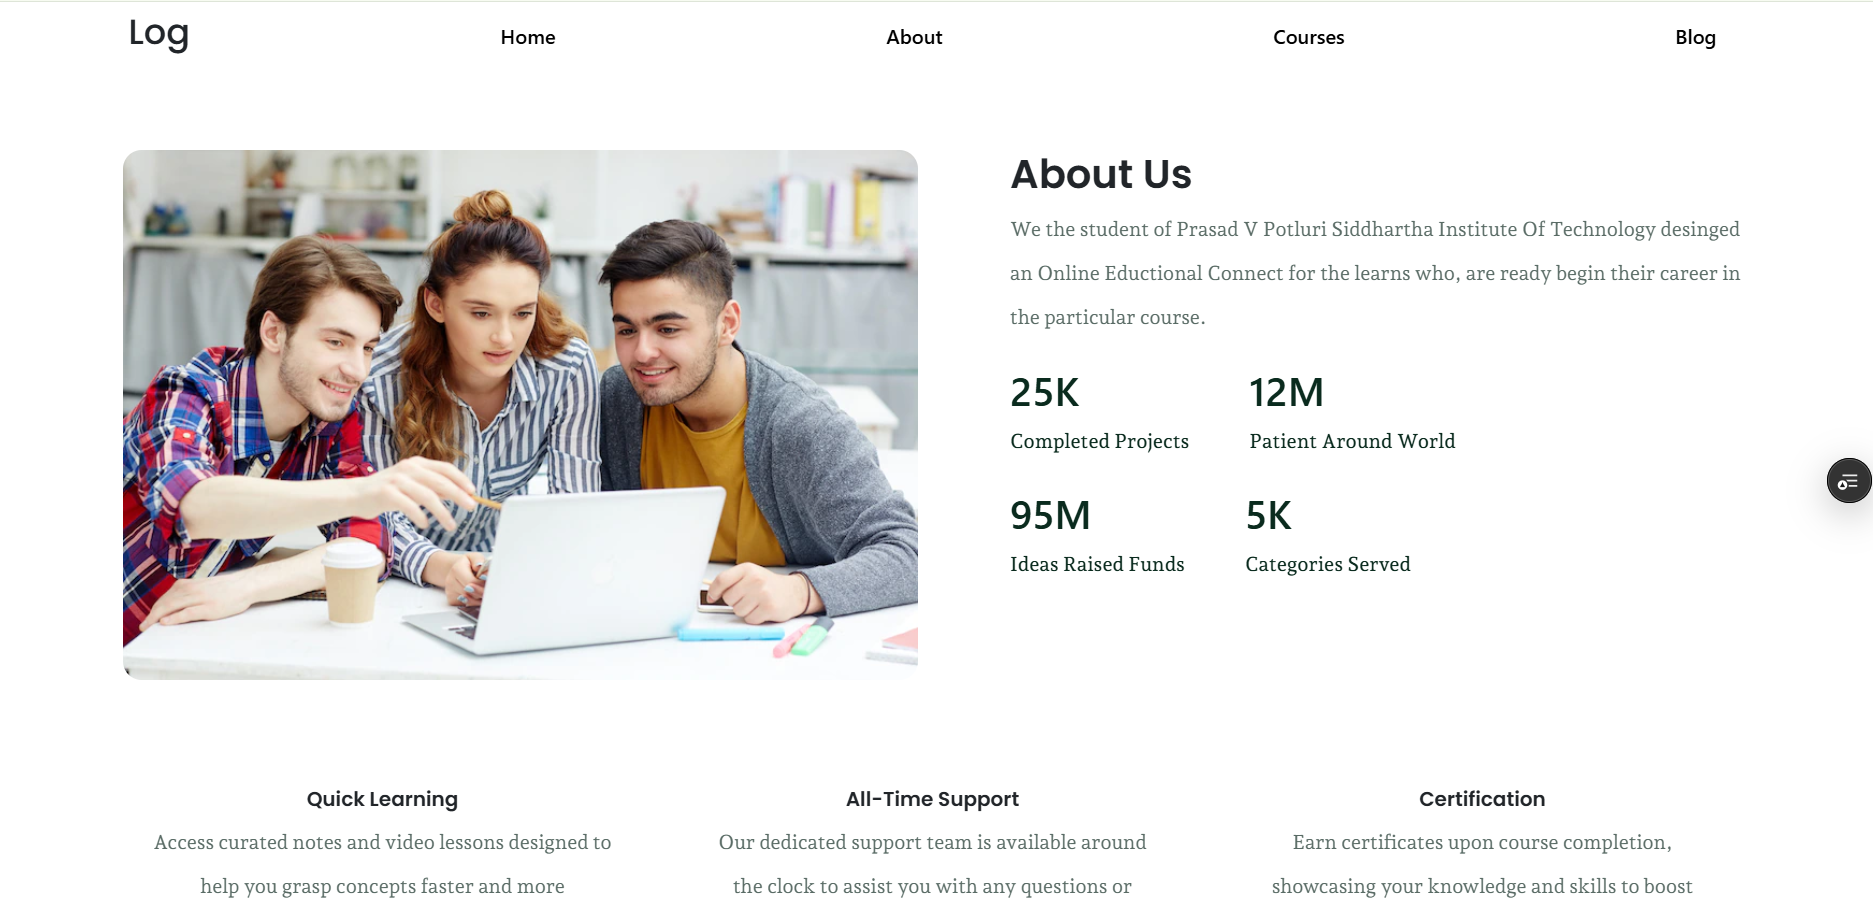 Log
Home
About
Courses
Blog
About Us
We the student of Prasad V Potluri Siddhartha Institute Of Technology desinged
an Online Eductional Connect for the learns who, are ready begin their career in
the particular course.
25K
12M
Completed Projects
Patient Around World
95M
5K
Ideas Raised Funds
Categories Served
Quick Learning
Access curated notes and video lessons designed to
help you grasp concepts faster and more
All-Time Support
Our dedicated support team is available around
the clock to assist you with any questions or
Certification
Earn certificates upon course completion,
showcasing your knowledge and skills to boost